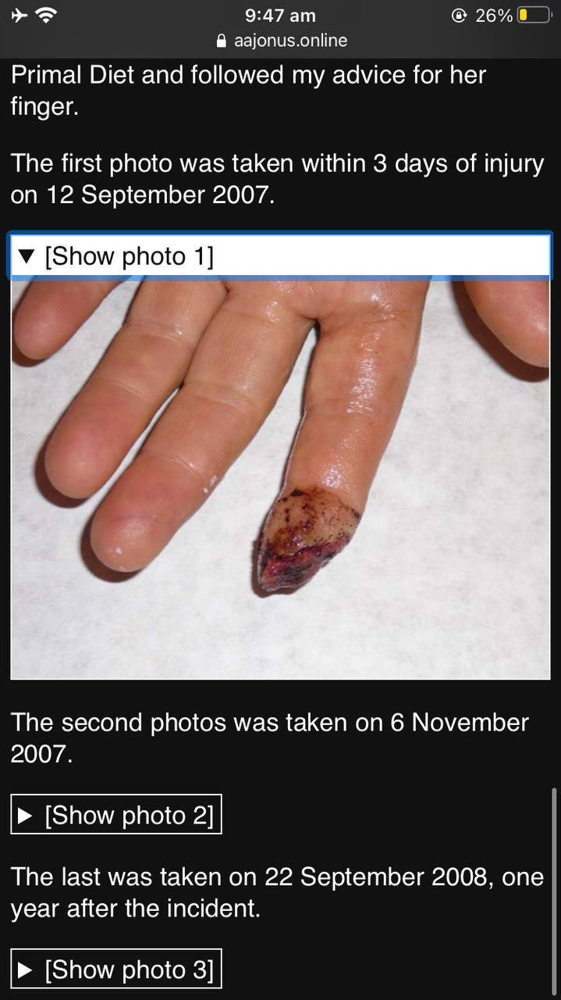 9:47 am
26%
aajonus.online
Primal Diet and followed my advice for her
finger.
The first photo was taken within 3 days of injury
on 12 September 2007.
▼ [Show photo 1]
The second photos was taken on 6 November
2007.
▶ [Show photo 2]
The last was taken on 22 September 2008, one
year after the incident.
▶ [Show photo 3]